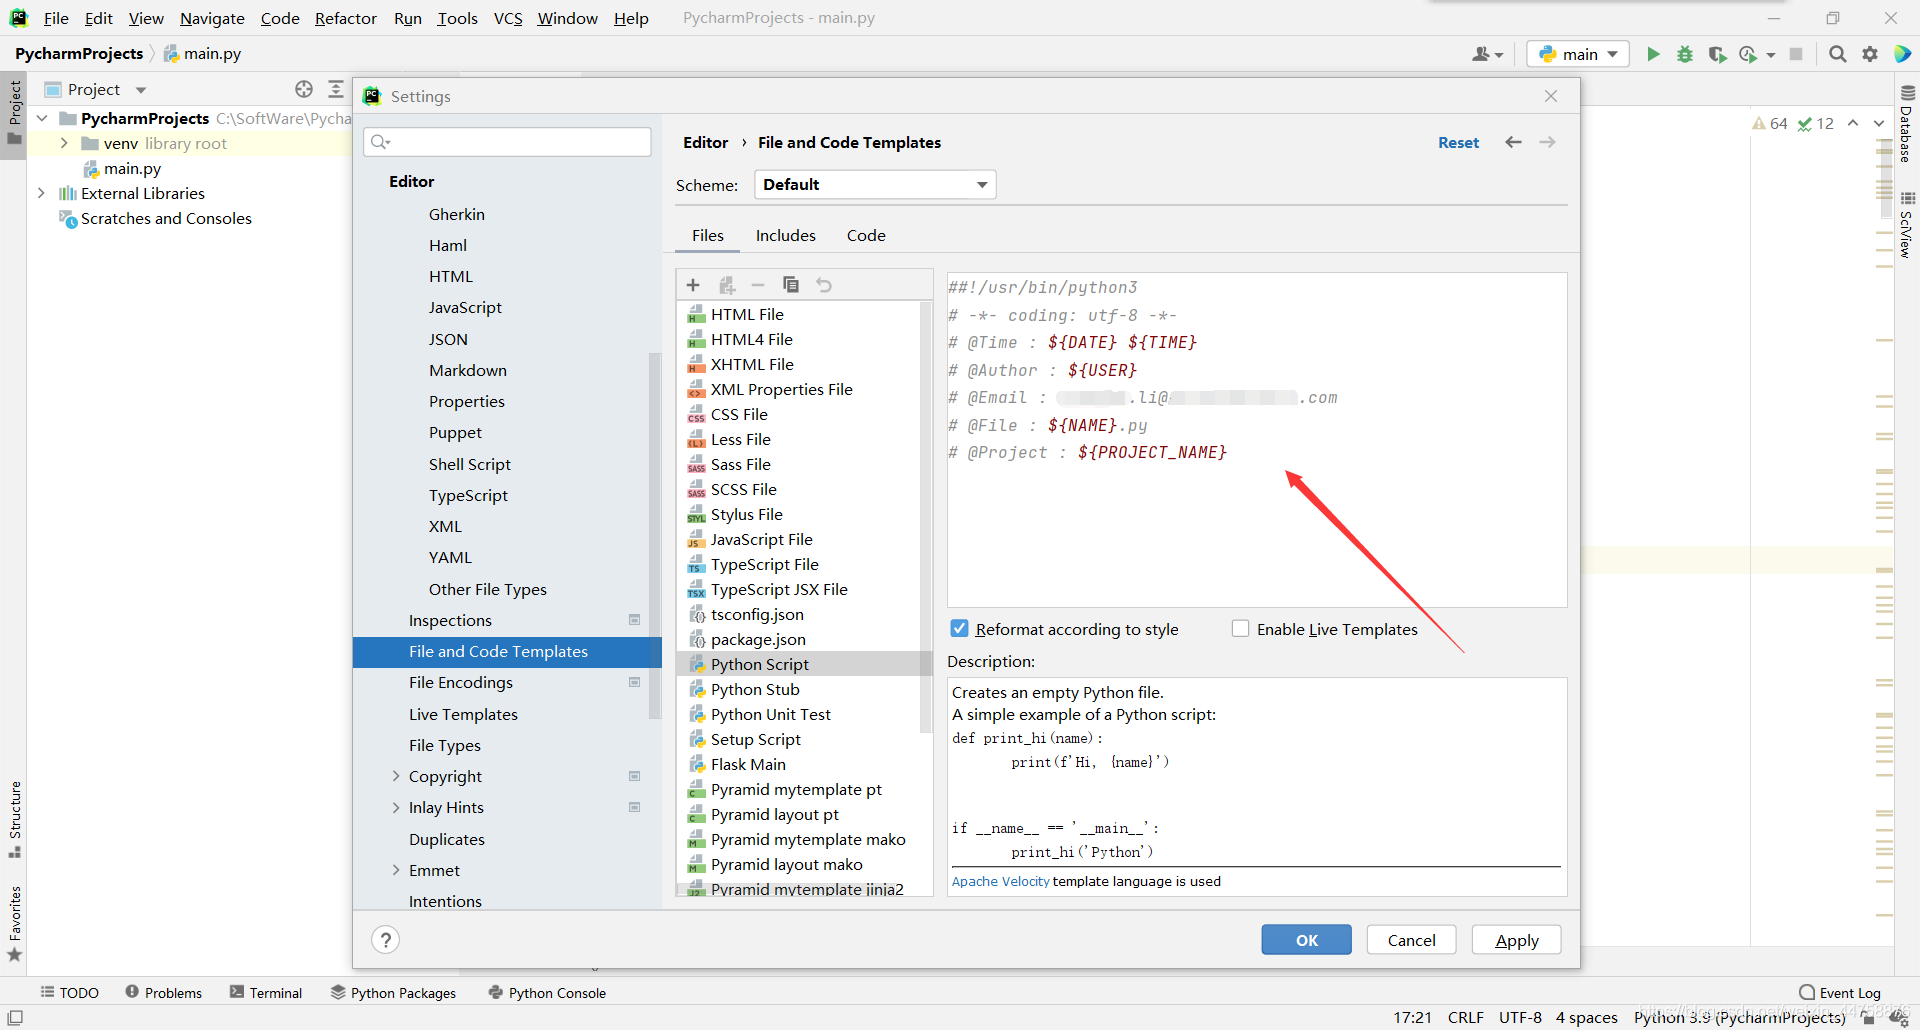 File Edit View Navigate Code Refactor Run Tools VCS Window Help PycharmProjects - main.py
PycharmProjects main.py
main
Project
Project
PycharmProjects C:\SoftWare\Pycha
venv library root
main.py
External Libraries
Scratches and Consoles
Structure
Favorites
64 12
Database
SciView
Settings
Editor
Gherkin
Haml
HTML
JavaScript
JSON
Markdown
Properties
Puppet
Shell Script
TypeScript
XML
YAML
Other File Types
Inspections
File and Code Templates
File Encodings
Live Templates
File Types
Copyright
Inlay Hints
Duplicates
Emmet
Intentions
Editor › File and Code Templates
Reset
Scheme: Default
Files Includes Code
HTML File
HTML4 File
XHTML File
XML Properties File
CSS File
Less File
Sass File
SCSS File
Stylus File
JavaScript File
TypeScript File
TypeScript JSX File
tsconfig.json
package.json
Python Script
Python Stub
Python Unit Test
Setup Script
Flask Main
Pyramid mytemplate pt
Pyramid layout pt
Pyramid mytemplate mako
Pyramid layout mako
Pyramid mytemplate jinja2
##!/usr/bin/python3
# -*- coding: utf-8 -*-
# @Time : ${DATE} ${TIME}
# @Author : ${USER}
# @Email : .li@ .com
# @File : ${NAME}.py
# @Project : ${PROJECT_NAME}
Reformat according to style Enable Live Templates
Description:
Creates an empty Python file.
A simple example of a Python script:
def print_hi(name):
print(f'Hi, {name}')
if __name__ == '__main__':
print_hi('Python')
Apache Velocity template language is used
?
OK Cancel Apply
TODO Problems Terminal Python Packages Python Console Event Log
17:21 CRLF UTF-8 4 spaces Python 3.9 (PycharmProjects)